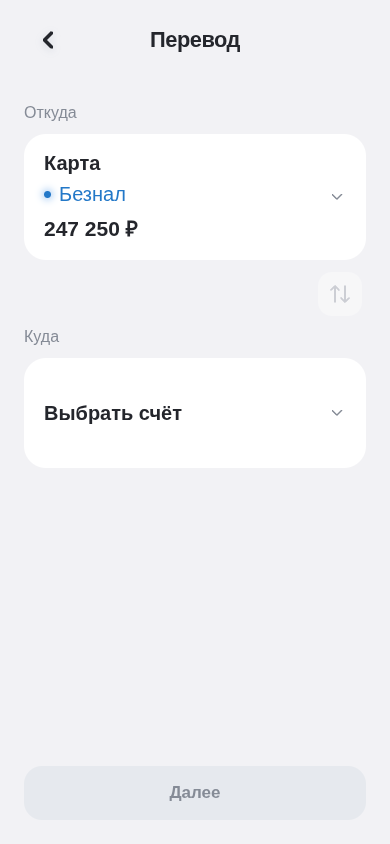 Перевод
Откуда
Карта
Безнал
247 250 ₽
Куда
Выбрать счёт
Далее